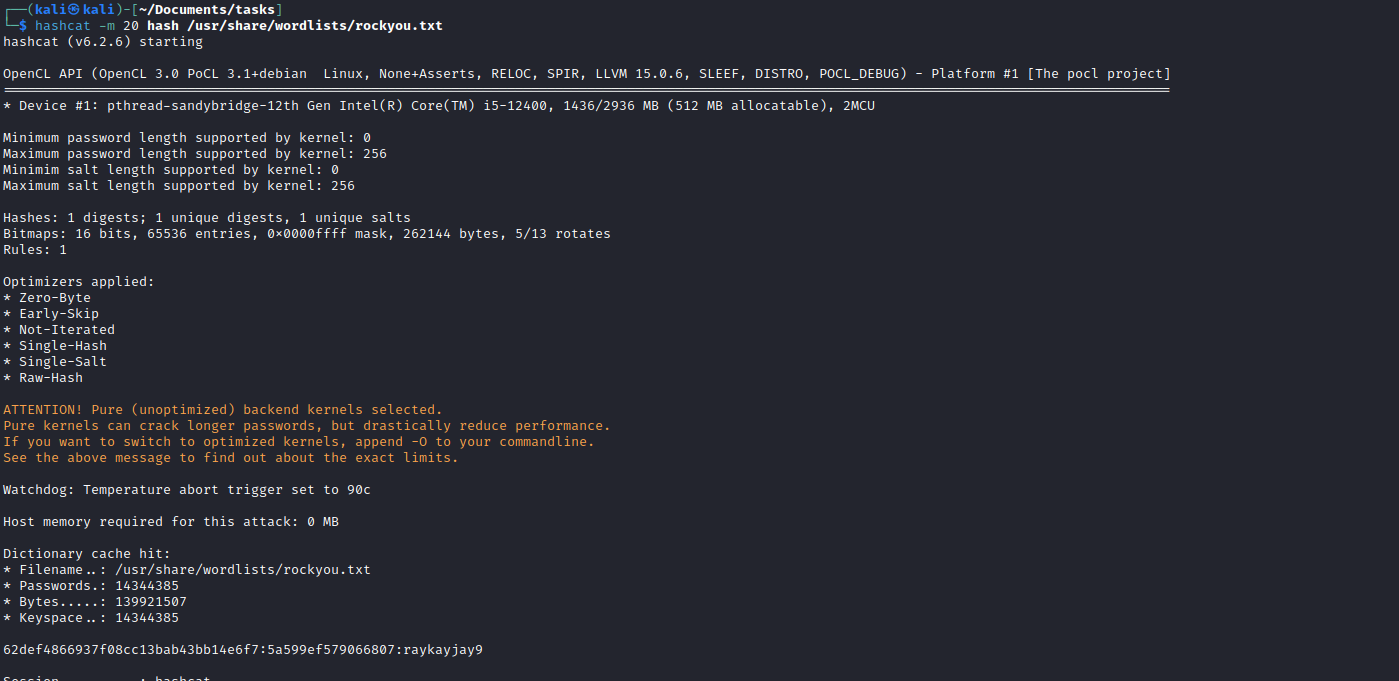 ┌──(kali㉿kali)-[~/Documents/tasks]
└─$ hashcat -m 20 hash /usr/share/wordlists/rockyou.txt
hashcat (v6.2.6) starting
OpenCL API (OpenCL 3.0 PoCL 3.1+debian  Linux, None+Asserts, RELOC, SPIR, LLVM 15.0.6, SLEEF, DISTRO, POCL_DEBUG) - Platform #1 [The pocl project]
* Device #1: pthread-sandybridge-12th Gen Intel(R) Core(TM) i5-12400, 1436/2936 MB (512 MB allocatable), 2MCU
Minimum password length supported by kernel: 0
Maximum password length supported by kernel: 256
Minimim salt length supported by kernel: 0
Maximum salt length supported by kernel: 256
Hashes: 1 digests; 1 unique digests, 1 unique salts
Bitmaps: 16 bits, 65536 entries, 0x0000ffff mask, 262144 bytes, 5/13 rotates
Rules: 1
Optimizers applied:
* Zero-Byte
* Early-Skip
* Not-Iterated
* Single-Hash
* Single-Salt
* Raw-Hash
ATTENTION! Pure (unoptimized) backend kernels selected.
Pure kernels can crack longer passwords, but drastically reduce performance.
If you want to switch to optimized kernels, append -O to your commandline.
See the above message to find out about the exact limits.
Watchdog: Temperature abort trigger set to 90c
Host memory required for this attack: 0 MB
Dictionary cache hit:
* Filename..: /usr/share/wordlists/rockyou.txt
* Passwords.: 14344385
* Bytes.....: 139921507
* Keyspace..: 14344385
62def4866937f08cc13bab43bb14e6f7:5a599ef579066807:raykayjay9
Session..........: hashcat